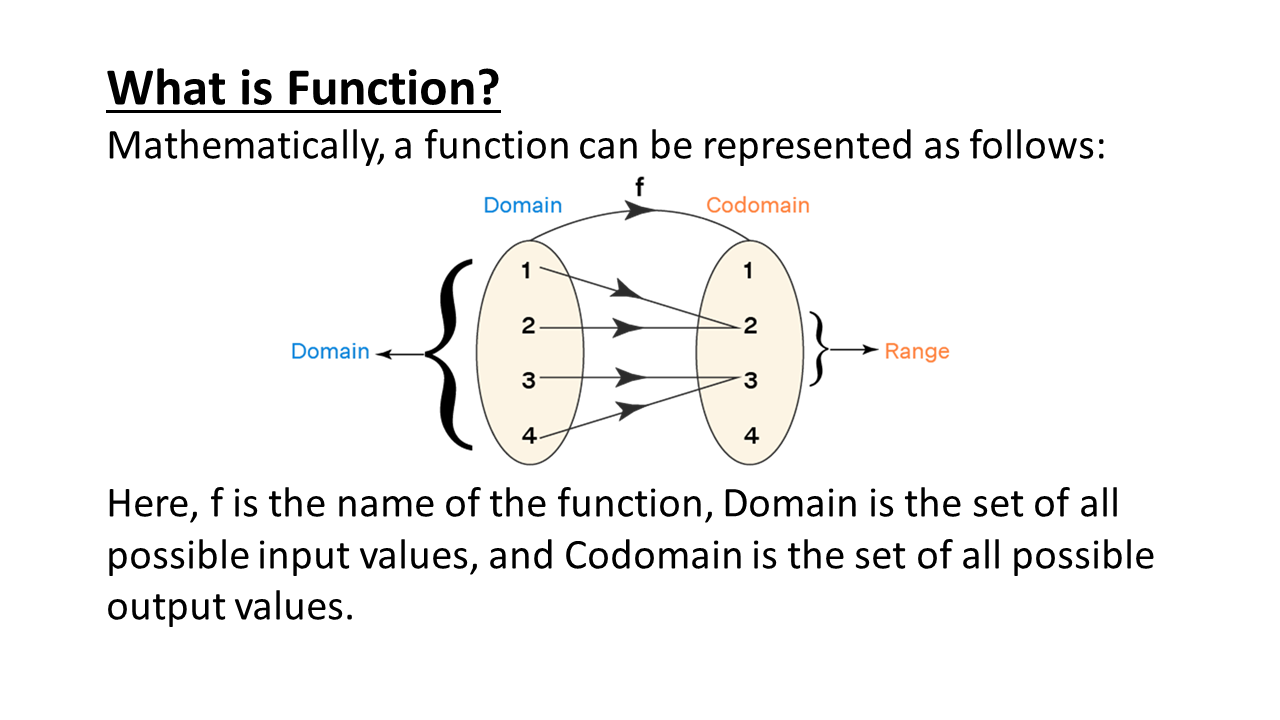 What is Function?
Mathematically, a function can be represented as follows:
f
Domain
Codomain
1
1
2
2
Domain
Range
3
3
4
4
Here, f is the name of the function, Domain is the set of all
possible input values, and Codomain is the set of all possible
output values.